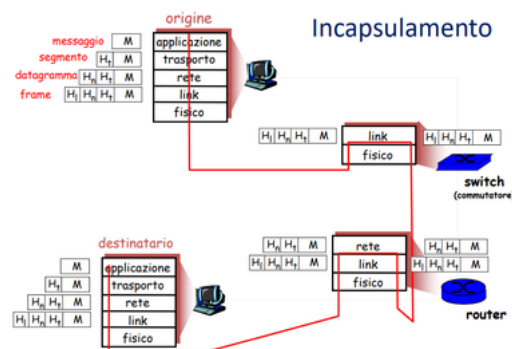 origine
Incapsulamento
messaggio M applicazione
segmento Ht M trasporto
datagramma Hn Ht M rete
frame Hl Hn Ht M link
fisico
Hl Hn Ht M link Hl Hn Ht M
fisico
switch
(commutatore)
destinatario
Hn Ht M rete Hn Ht M
Hl Hn Ht M link Hl Hn Ht M
fisico
router
M applicazione
Ht M trasporto
Hn Ht M rete
Hl Hn Ht M link
fisico